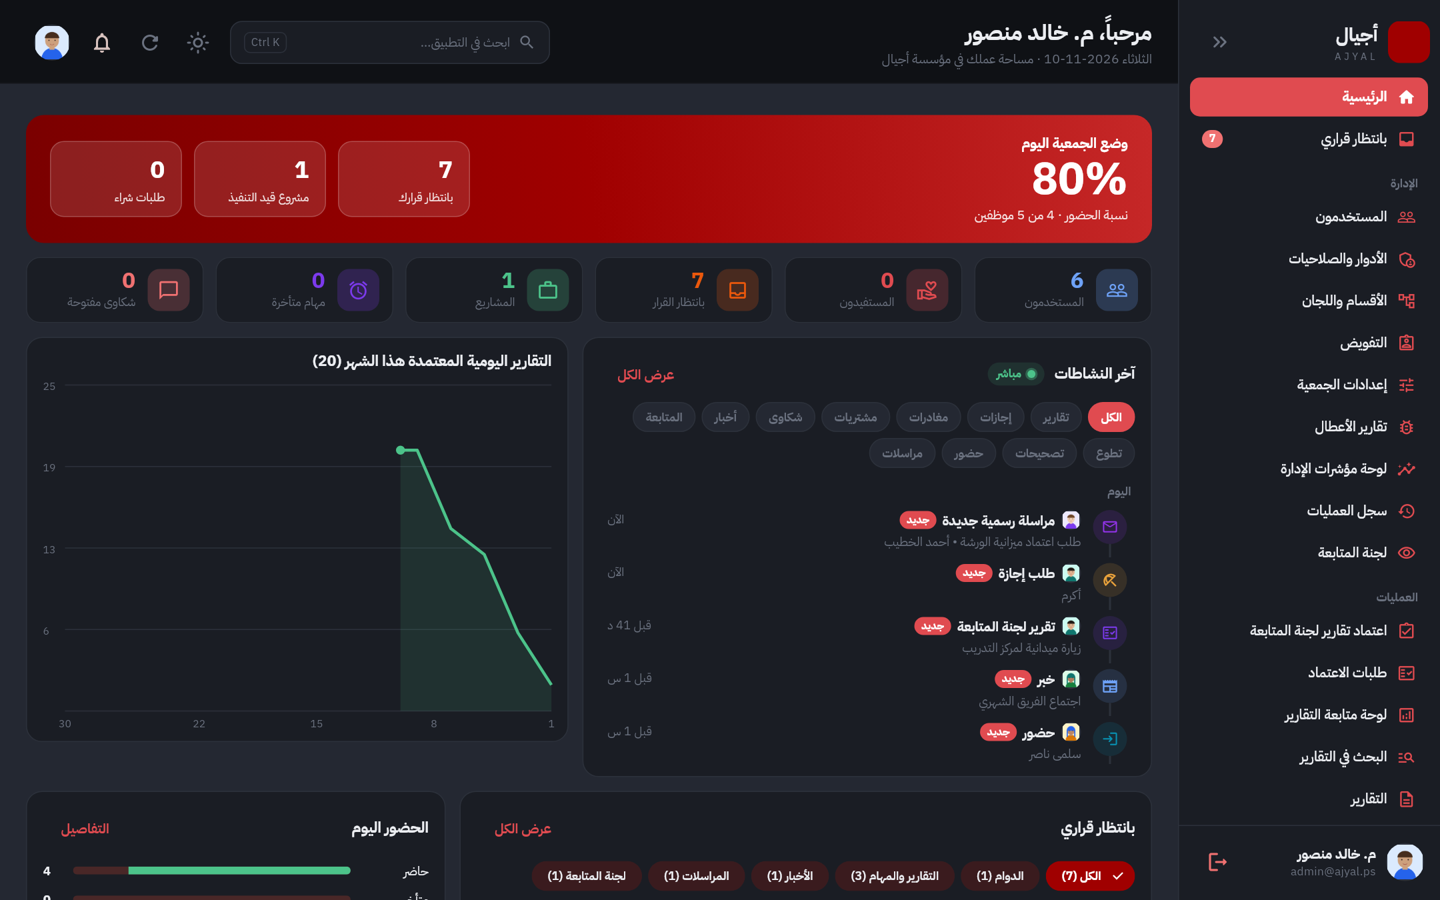 أجيال
AJYAL
الرئيسية
بانتظار قراري
7
الإدارة
المستخدمون
الأدوار والصلاحيات
الأقسام واللجان
التفويض
إعدادات الجمعية
تقارير الأعطال
لوحة مؤشرات الإدارة
سجل العمليات
لجنة المتابعة
العمليات
اعتماد تقارير لجنة المتابعة
طلبات الاعتماد
لوحة متابعة التقارير
البحث في التقارير
التقارير
م. خالد منصور
admin@ajyal.ps
مرحباً، م. خالد منصور
الثلاثاء 2026-11-10 · مساحة عملك في مؤسسة أجيال
ابحث في التطبيق...
Ctrl K
وضع الجمعية اليوم
80%
نسبة الحضور · 4 من 5 موظفين
7
بانتظار قرارك
1
مشروع قيد التنفيذ
0
طلبات شراء
6
المستخدمون
0
المستفيدون
7
بانتظار القرار
1
المشاريع
0
مهام متأخرة
0
شكاوى مفتوحة
آخر النشاطات
مباشر
عرض الكل
الكل
تقارير
إجازات
مغادرات
مشتريات
شكاوى
أخبار
المتابعة
تطوع
تصحيحات
حضور
مراسلات
اليوم
مراسلة رسمية جديدة جديد الآن
طلب اعتماد ميزانية الورشة • أحمد الخطيب
طلب إجازة جديد الآن
أكرم
تقرير لجنة المتابعة جديد قبل 41 د
زيارة ميدانية لمركز التدريب
خبر جديد قبل 1 س
اجتماع الفريق الشهري
حضور جديد قبل 1 س
سلمى ناصر
التقارير اليومية المعتمدة هذا الشهر (20)
25
19
13
6
30 22 15 8 1
بانتظار قراري
عرض الكل
الكل (7)
الدوام (1)
التقارير والمهام (3)
الأخبار (1)
المراسلات (1)
لجنة المتابعة (1)
الحضور اليوم
التفاصيل
حاضر 4